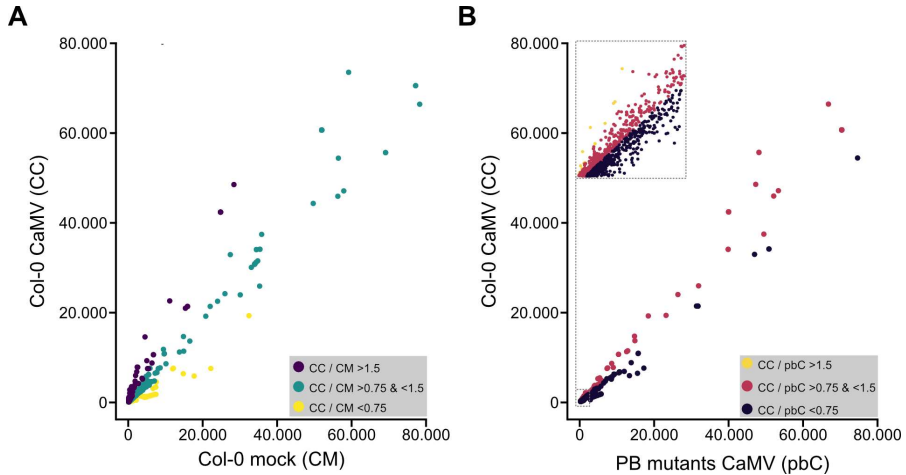 A
80.000
60.000
40.000
20.000
0
Col-0 CaMV (CC)
0 20.000 40.000 60.000 80.000
Col-0 mock (CM)
CC / CM >1.5
CC / CM >0.75 & <1.5
CC / CM <0.75
B
80.000
60.000
40.000
20.000
0
Col-0 CaMV (CC)
0 20.000 40.000 60.000 80.000
PB mutants CaMV (pbC)
CC / pbC >1.5
CC / pbC >0.75 & <1.5
CC / pbC <0.75